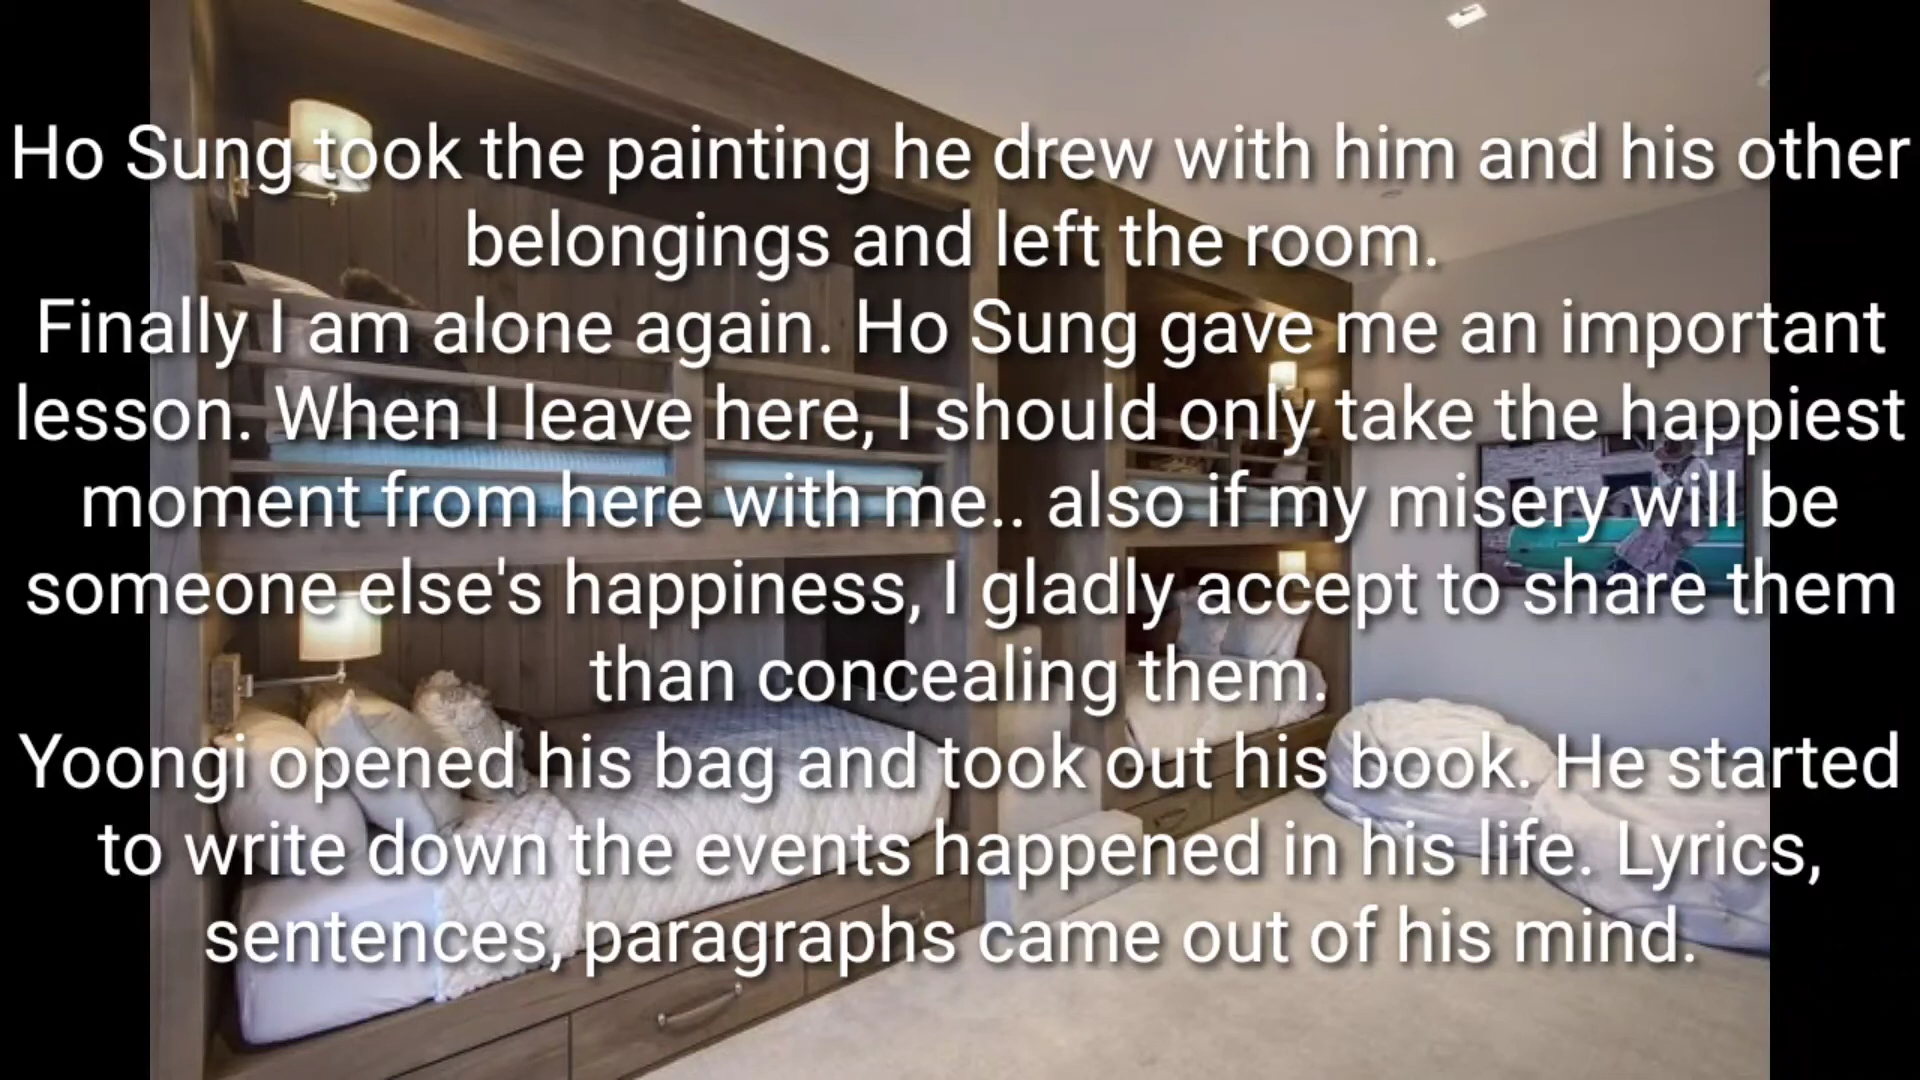 Ho Sung took the painting he drew with him and his other
belongings and left the room.
Finally I am alone again. Ho Sung gave me an important
lesson. When I leave here, I should only take the happiest
moment from here with me.. also if my misery will be
someone else's happiness, I gladly accept to share them
than concealing them.
Yoongi opened his bag and took out his book. He started
to write down the events happened in his life. Lyrics,
sentences, paragraphs came out of his mind.